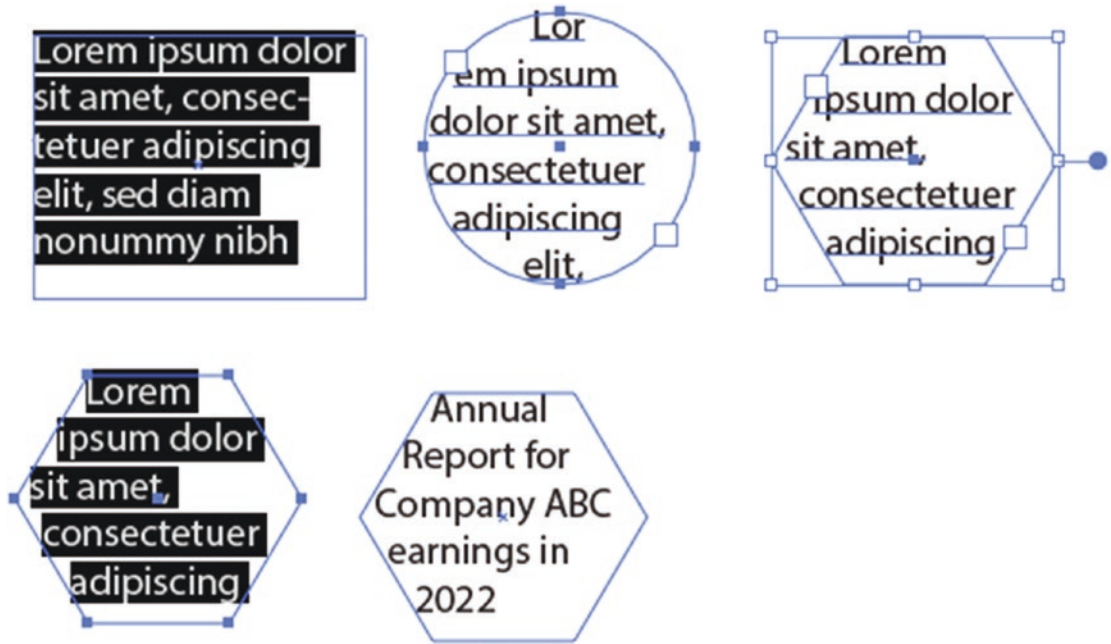 Lorem ipsum dolor
sit amet, consec-
tetuer adipiscing
elit, sed diam
nonummy nibh
Lor
em ipsum
dolor sit amet,
consectetuer
adipiscing
elit,
Lorem
ipsum dolor
sit amet,
consectetuer
adipiscing
Lorem
ipsum dolor
sit amet,
consectetuer
adipiscing
Annual
Report for
Company ABC
earnings in
2022